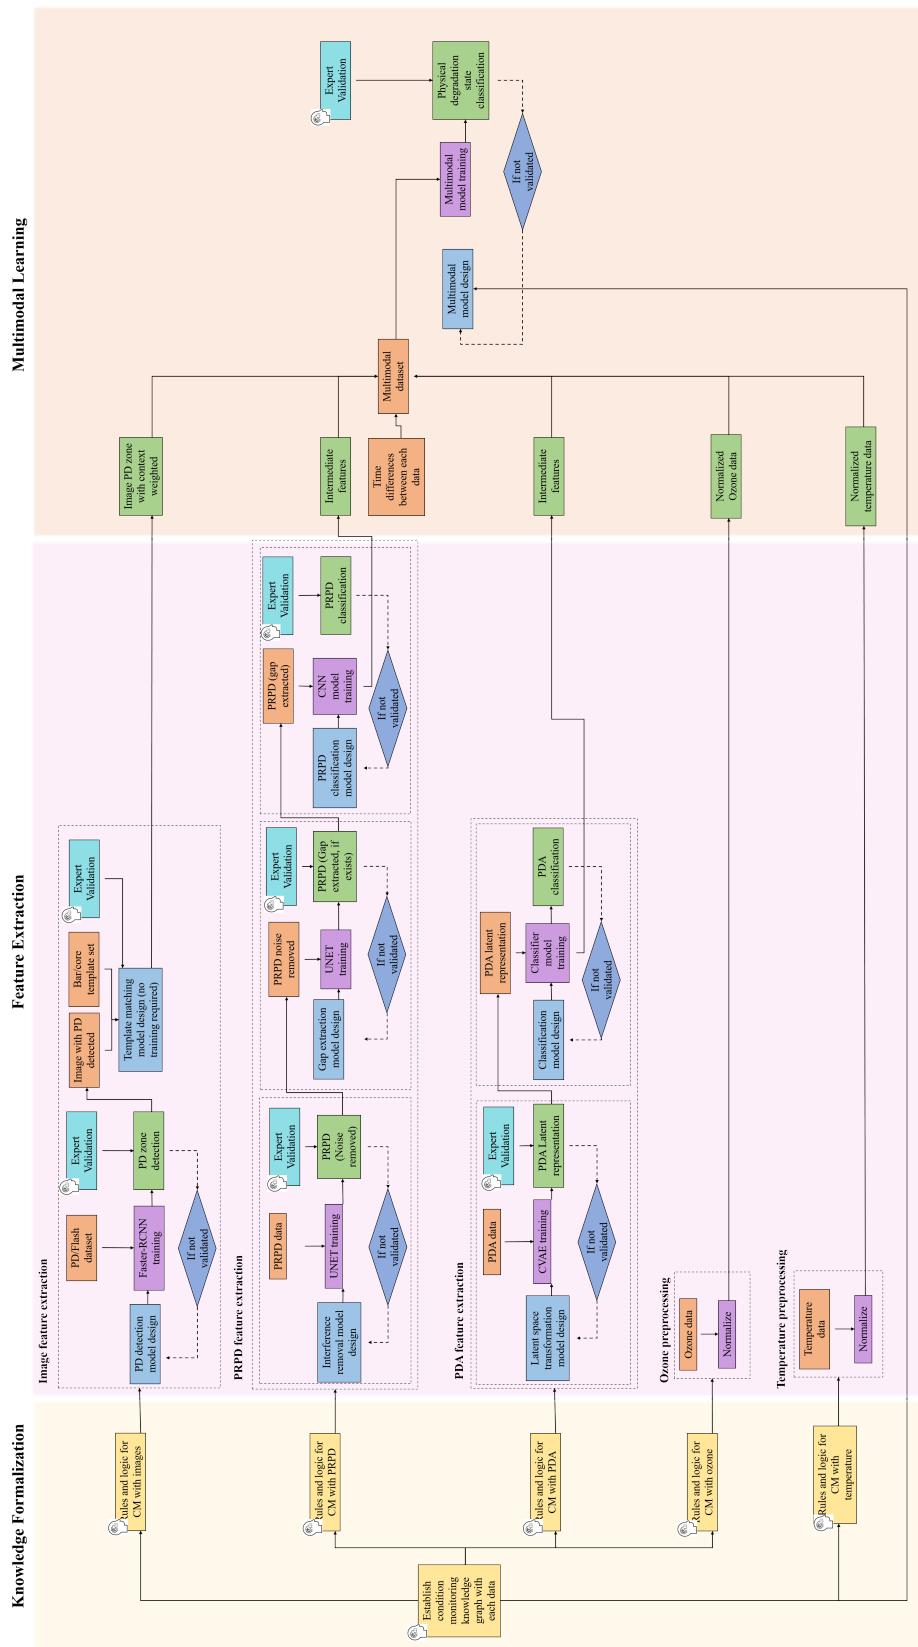 Knowledge Formalization
Feature Extraction
Multimodal Learning
Establish
condition
monitoring
knowledge
graph with
each data
Rules and logic for
CM with images
Rules and logic for
CM with PRPD
Rules and logic for
CM with PDA
Rules and logic for
CM with ozone
Rules and logic for
CM with
temperature
Image feature extraction
PD/Flash
dataset
Expert
Validation
PD detection
model design
Faster-RCNN
training
PD zone
detection
If not
validated
Image with PD
detected
Bar/core
template set
Expert
Validation
Template matching
model design (no
training required)
PRPD feature extraction
PRPD data
Expert
Validation
Interference
removal model
design
UNET training
PRPD
(Noise
removed)
If not
validated
PRPD noise
removed
Expert
Validation
Gap extraction
model design
UNET
training
PRPD (Gap
extracted, if
exists)
If not
validated
PRPD (gap
extracted)
Expert
Validation
PRPD
classification
model design
CNN
model
training
PRPD
classification
If not
validated
PDA feature extraction
PDA data
Expert
Validation
Latent space
transformation
model design
CVAE training
PDA Latent
representation
If not
validated
PDA latent
representation
Classification
model design
Classifier
model
training
PDA
classification
If not
validated
Ozone preprocessing
Ozone data
Normalize
Temperature preprocessing
Temperature
data
Normalize
Image PD zone
with context
weighted
Intermediate
features
Time
differences
between each
data
Intermediate
features
Normalized
Ozone data
Normalized
temperature data
Multimodal
dataset
Multimodal
model design
Multimodal
model training
Expert
Validation
Physical
degradation
state
classification
If not
validated